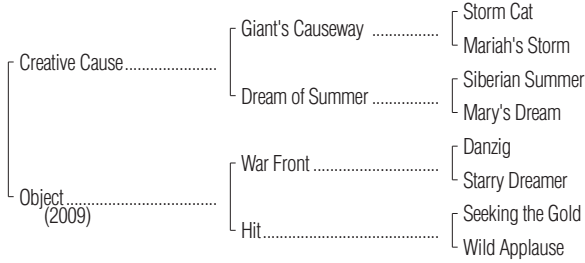 Storm Cat
Giant's Causeway ................
Mariah's Storm
Creative Cause......................
Siberian Summer
Dream of Summer ................
Mary's Dream
Danzig
War Front ..............................
Starry Dreamer
Object....................................
(2009)
Seeking the Gold
Hit..........................................
Wild Applause